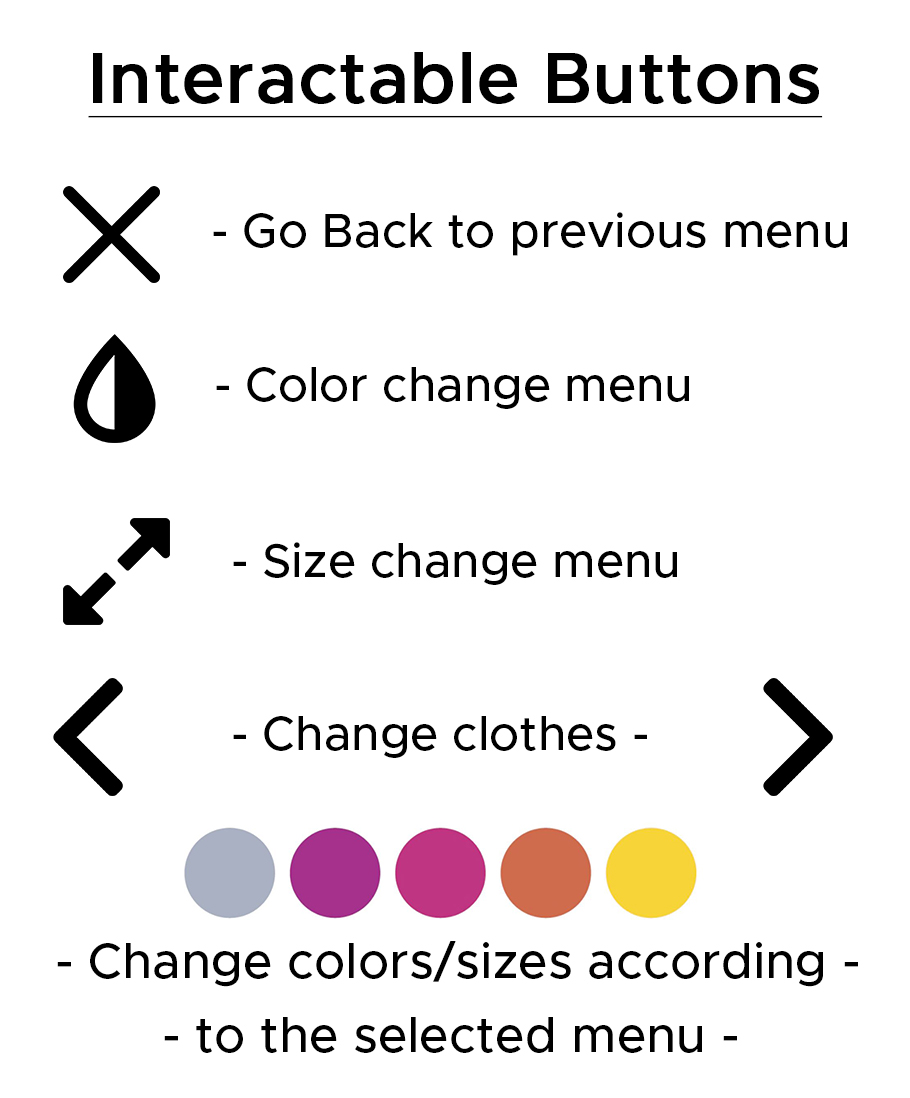 Interactable Buttons
- Go Back to previous menu
- Color change menu
- Size change menu
- Change clothes -
- Change colors/sizes according -
- to the selected menu -